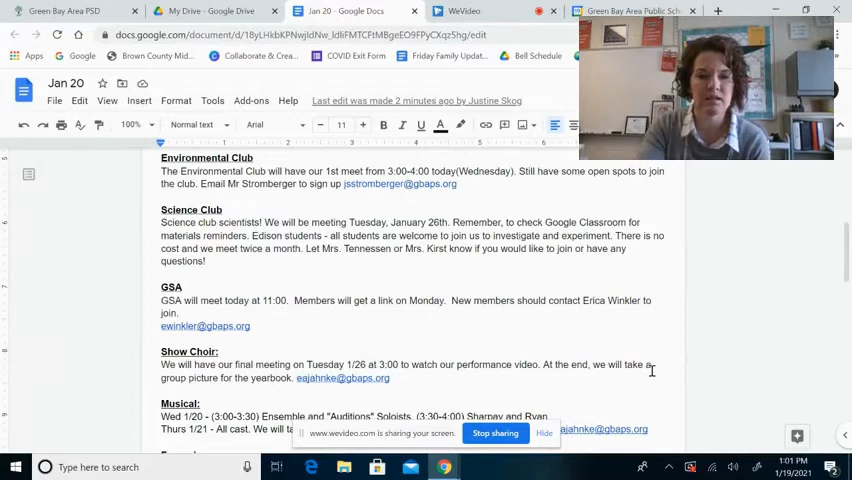 Green Bay Area PSD
My Drive - Google Drive
Jan 20 - Google Docs
WeVideo
Green Bay Area Public Sch
docs.google.com/document/d/
/edit
Apps
Google
Brown County Midd
GBAPS
COVID Exit Form
Friday Family Updat
Bell Schedule
Jan 20
File Edit View Insert Format Tools Add-ons Help Last edit was made 2 minutes ago by Justine Skog
100% Normal text Arial 11 B I U A
Environmental Club
The Environmental Club will have our 1st meet from 3:00-4:00 today(Wednesday). Still have some open spots to join
the club. Email Mr Stromberger to sign up jsstromberger@gbaps.org
Science Club
Science club scientists! We will be meeting Tuesday, January 26th. Remember, to check Google Classroom for
materials reminders. Edison students - all students are welcome to join us to investigate and experiment. There is no
cost and we meet twice a month. Let Mrs. Tennessen or Mrs. Kirst know if you would like to join or have any
questions!
GSA
GSA will meet today at 11:00. Members will get a link on Monday. New members should contact Erica Winkler to
join.
ewinkler@gbaps.org
Show Choir:
We will have our final meeting on Tuesday 1/26 at 3:00 to watch our performance video. At the end, we will take a
group picture for the yearbook. eajahnke@gbaps.org
Musical:
Wed 1/20 - (3:00-3:30) Ensemble and "Auditions" Soloists, (3:30-4:00) Sharpay and Ryan
Thurs 1/21 - All cast. We will ta
ajahnke@gbaps.org
www.wevideo.com is sharing your screen. Stop sharing Hide
Type here to search
1:01 PM
1/19/2021
2